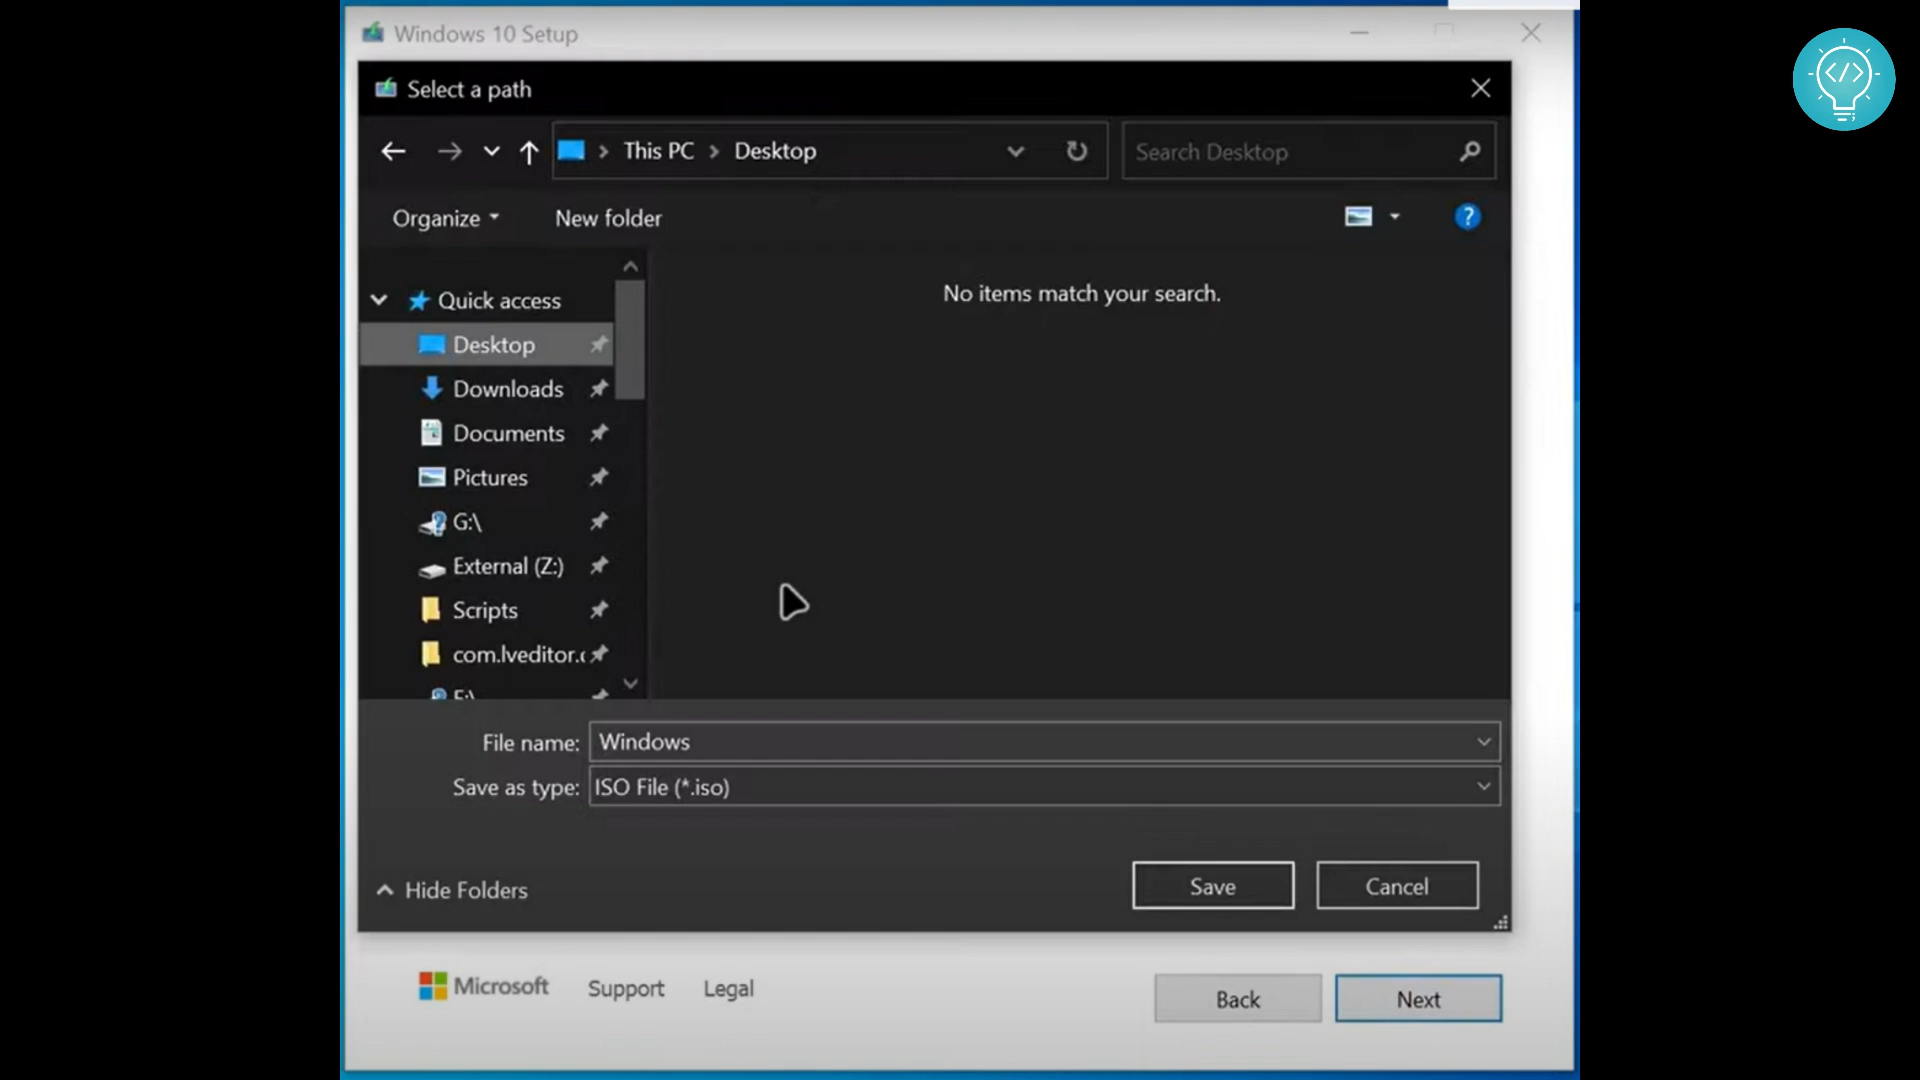 Windows 10 Setup
Select a path
This PC > Desktop
Search Desktop
Organize
New folder
?
No items match your search.
Quick access
Desktop
Downloads
Documents
Pictures
G:\
External (Z:)
Scripts
com.lveditor.
File name: Windows
Save as type: ISO File (*.iso)
Hide Folders
Save
Cancel
Microsoft
Support
Legal
Back
Next